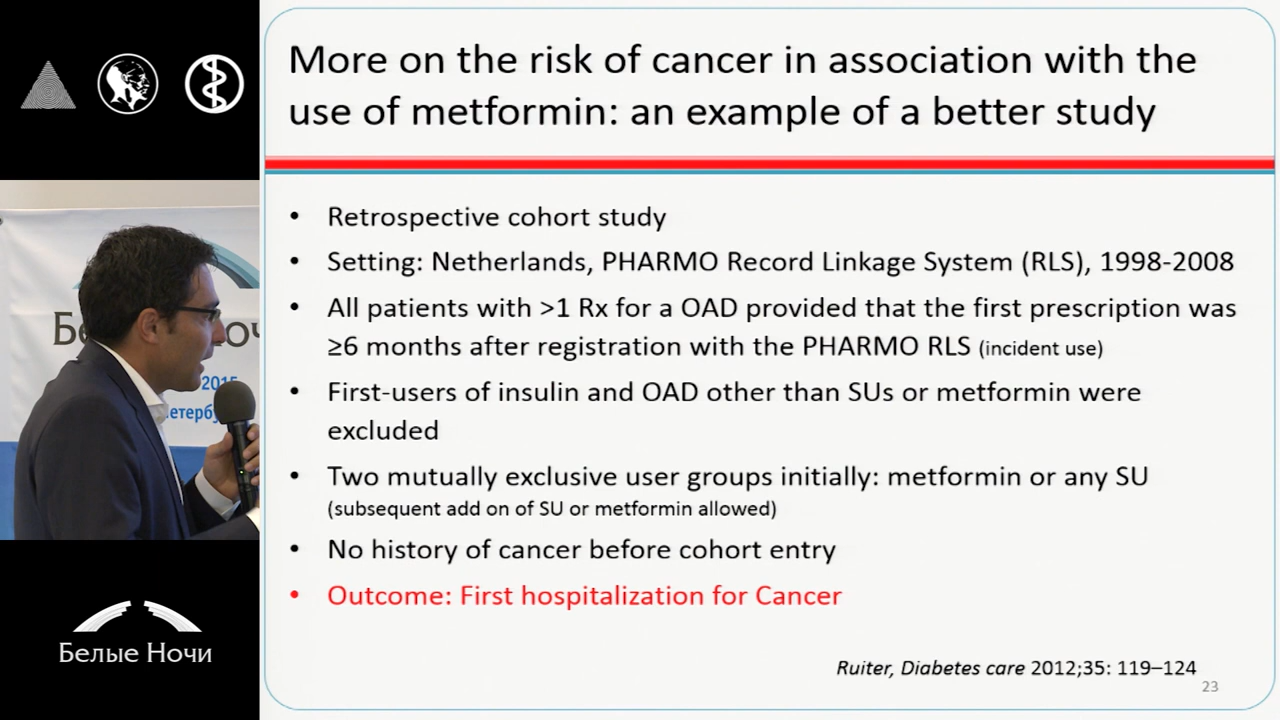 More on the risk of cancer in association with the
use of metformin: an example of a better study
• Retrospective cohort study
• Setting: Netherlands, PHARMO Record Linkage System (RLS), 1998-2008
• All patients with >1 Rx for a OAD provided that the first prescription was
≥6 months after registration with the PHARMO RLS (incident use)
• First-users of insulin and OAD other than SUs or metformin were
excluded
• Two mutually exclusive user groups initially: metformin or any SU
(subsequent add on of SU or metformin allowed)
• No history of cancer before cohort entry
• Outcome: First hospitalization for Cancer
Ruiter, Diabetes care 2012;35: 119–124
23
2015
Белые Ночи